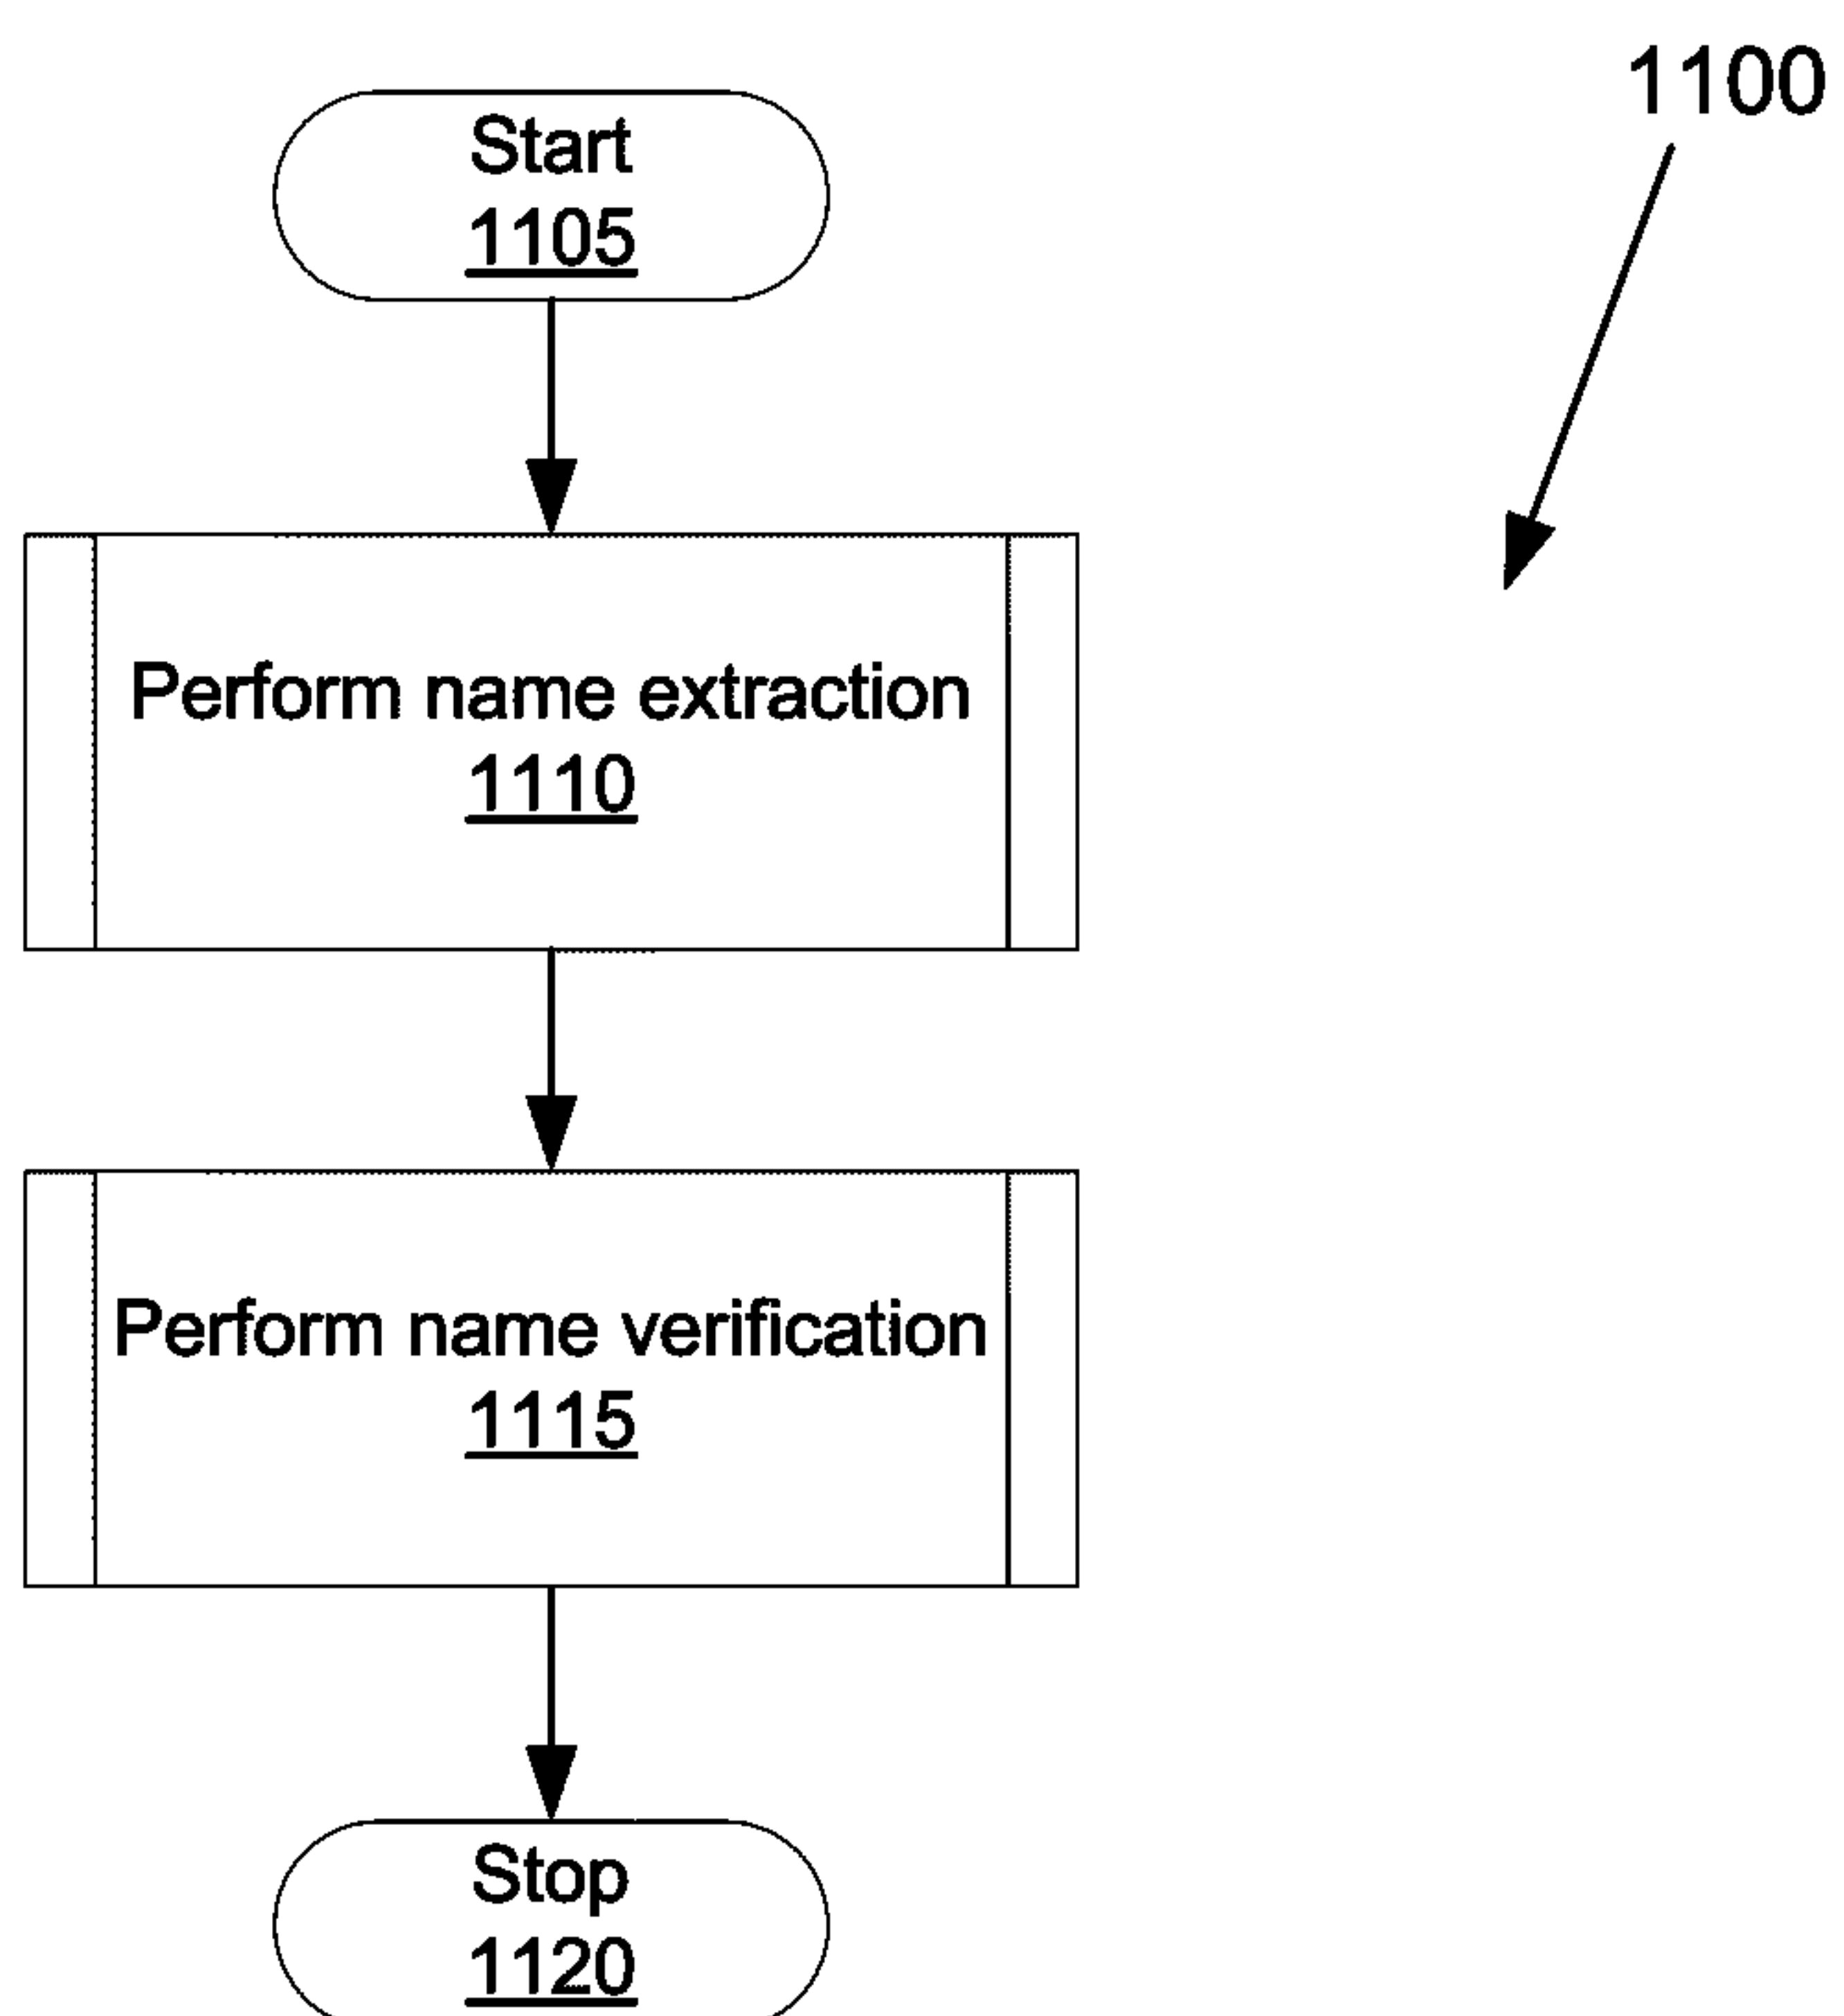 1100
Start
1105
Perform name extraction
1110
Perform name verification
1115
Stop
1120